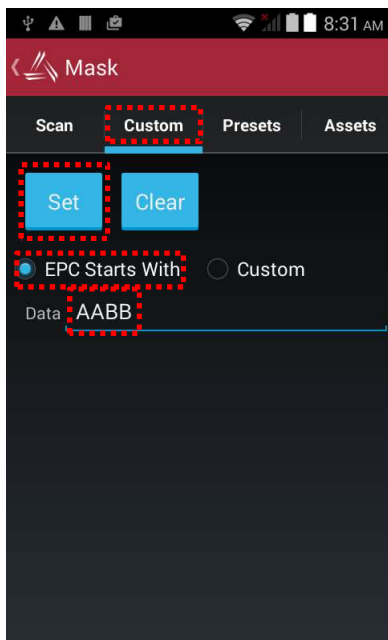 8:31 AM
Mask
Scan Custom Presets Assets
Set Clear
EPC Starts With Custom
Data AABB